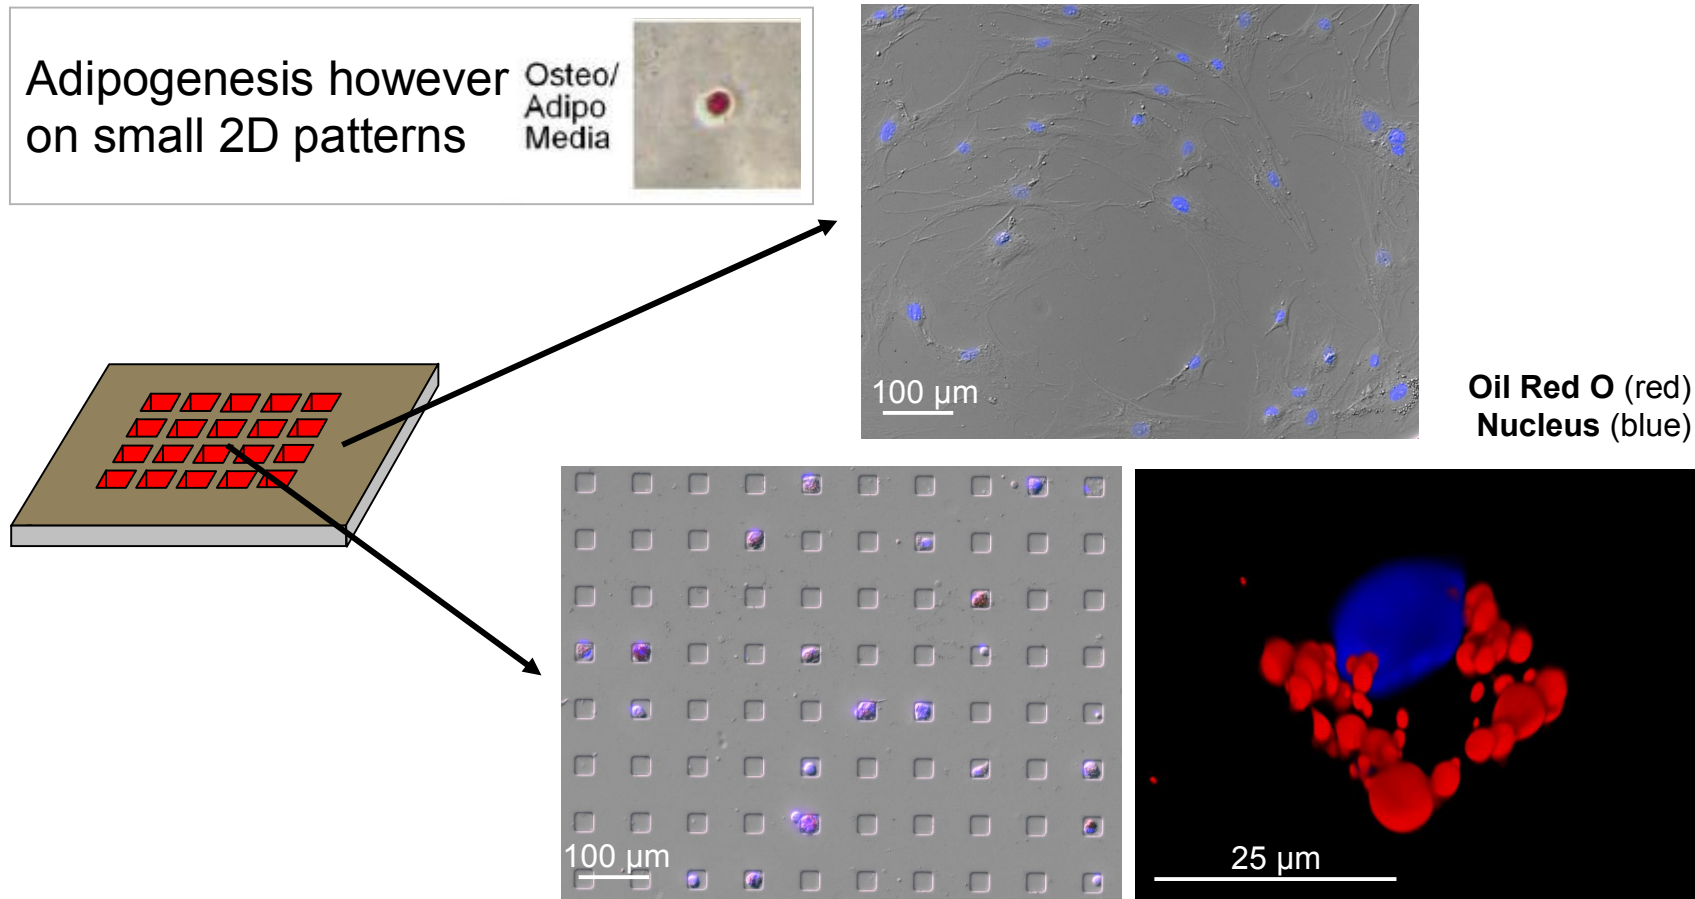 Adipogenesis however
on small 2D patterns
Osteo/
Adipo
Media
100 µm
Oil Red O (red)
Nucleus (blue)
100 µm
25 µm